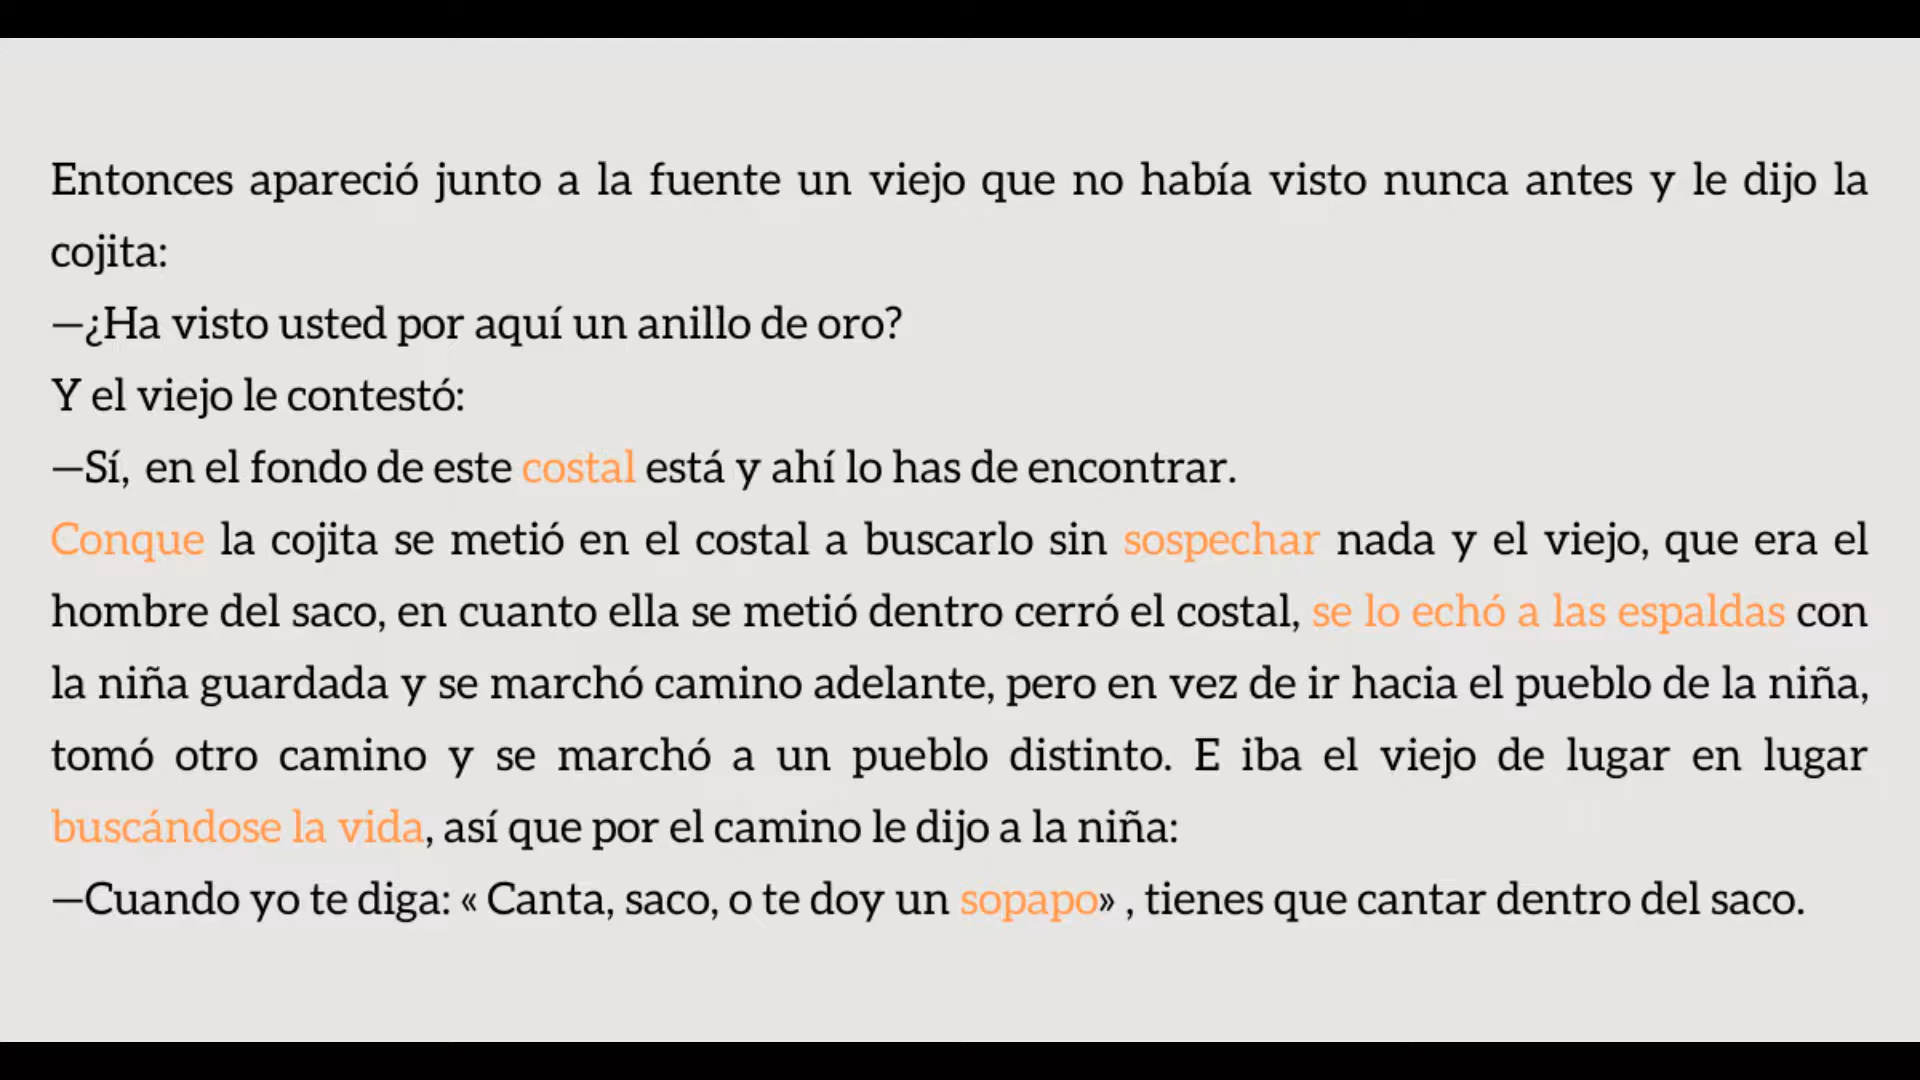 Entonces apareció junto a la fuente un viejo que no había visto nunca antes y le dijo la
cojita:
—¿Ha visto usted por aquí un anillo de oro?
Y el viejo le contestó:
—Sí, en el fondo de este costal está y ahí lo has de encontrar.
Conque la cojita se metió en el costal a buscarlo sin sospechar nada y el viejo, que era el
hombre del saco, en cuanto ella se metió dentro cerró el costal, se lo echó a las espaldas con
la niña guardada y se marchó camino adelante, pero en vez de ir hacia el pueblo de la niña,
tomó otro camino y se marchó a un pueblo distinto. E iba el viejo de lugar en lugar
buscándose la vida, así que por el camino le dijo a la niña:
—Cuando yo te diga: « Canta, saco, o te doy un sopapo» , tienes que cantar dentro del saco.